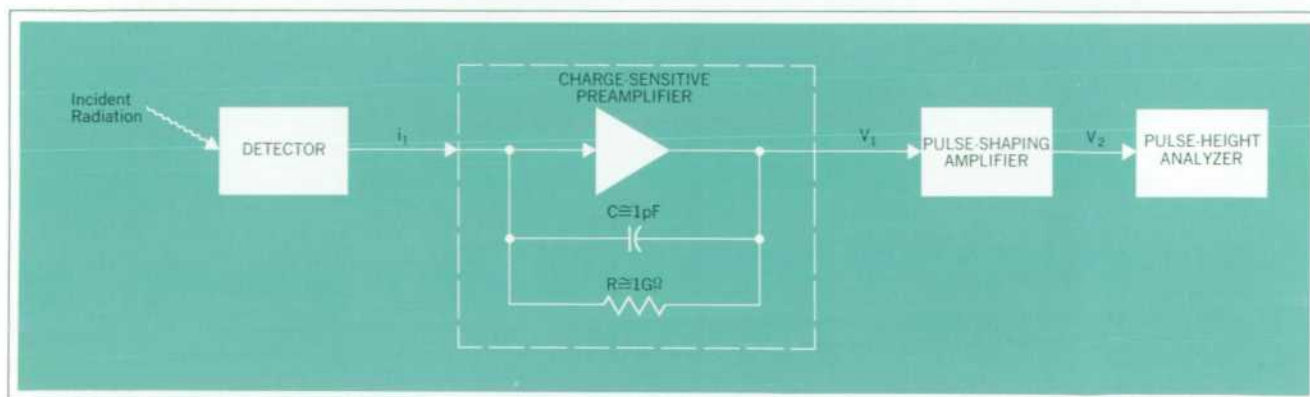 Incident
Radiation
DETECTOR
i₁
CHARGE-SENSITIVE
PREAMPLIFIER
C≅1pF
R≅1GΩ
V₁
PULSE-SHAPING
AMPLIFIER
V₂
PULSE-HEIGHT
ANALYZER